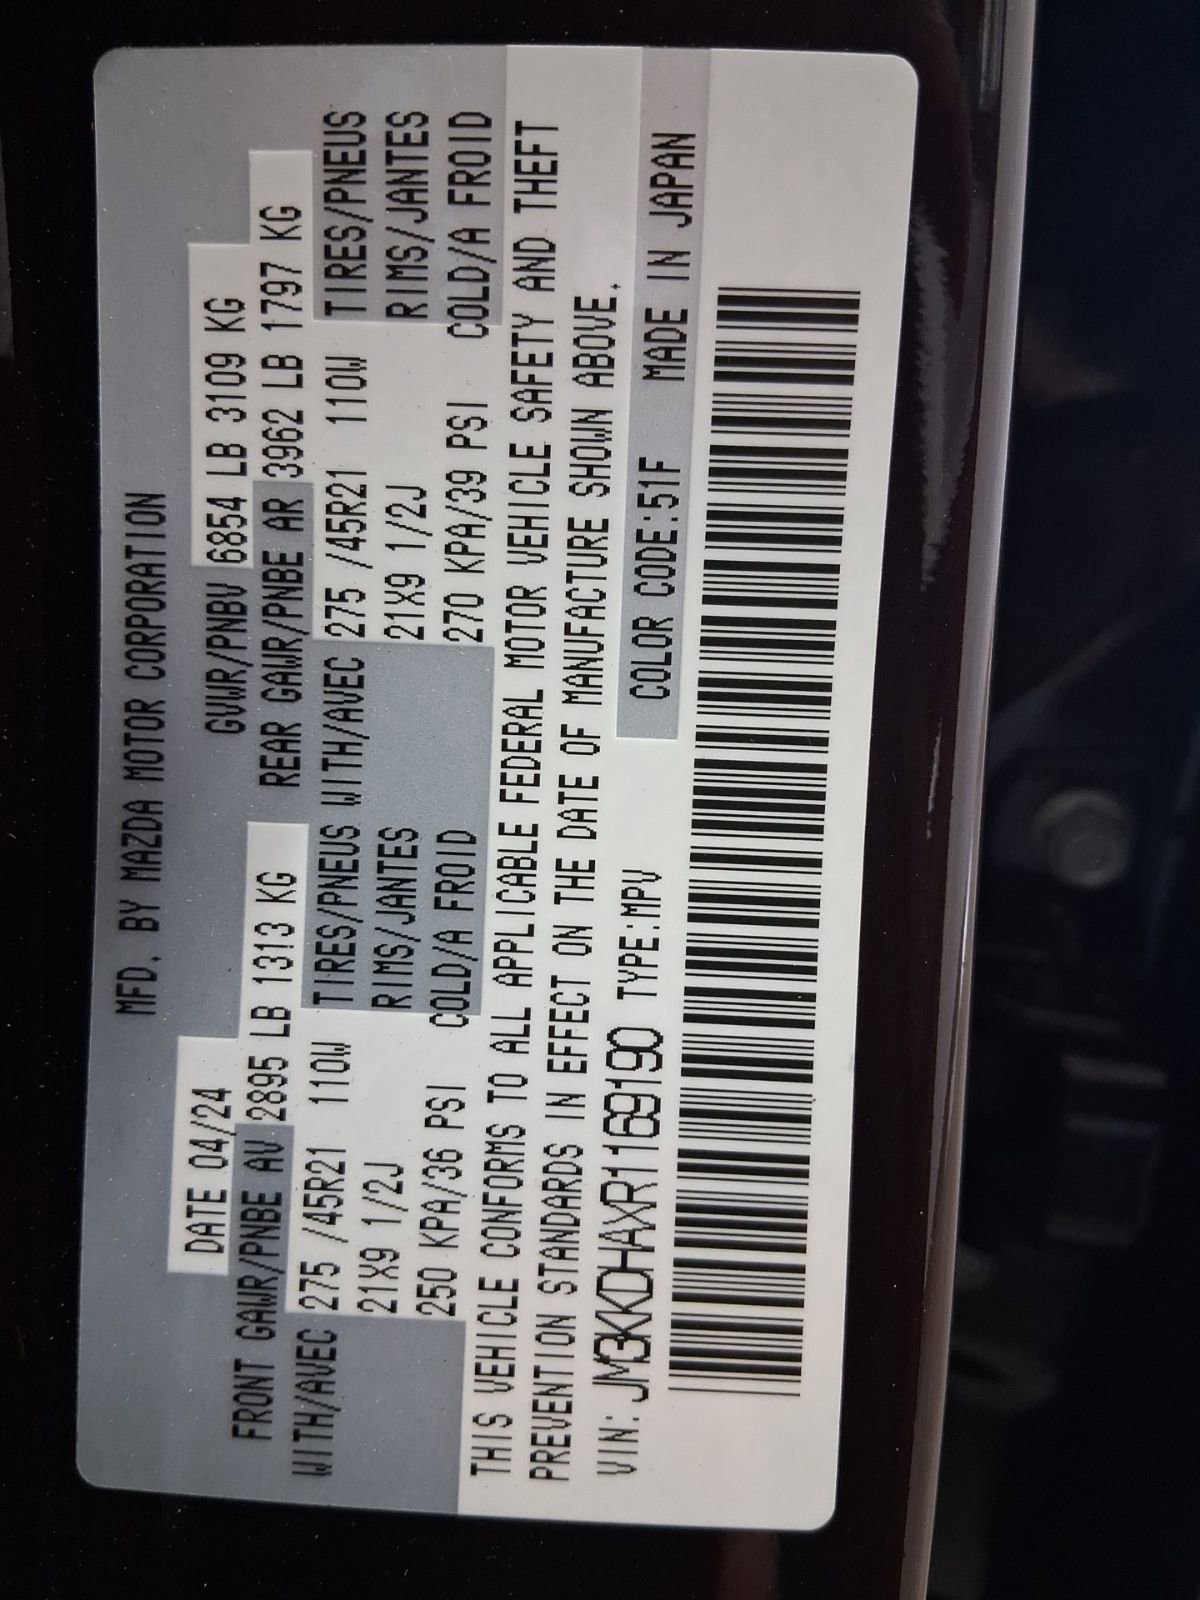 MFD. BY MAZDA MOTOR CORPORATION
DATE 04/24 GVWR/PNBV 6854 LB 3109 KG
FRONT GAWR/PNBE AV 2895 LB 1313 KG REAR GAWR/PNBE AR 3962 LB 1797 KG
WITH/AVEC 275 /45R21 110W TIRES/PNEUS WITH/AVEC 275 /45R21 110W TIRES/PNEUS
21X9 1/2J RIMS/JANTES 21X9 1/2J RIMS/JANTES
250 KPA/36 PSI COLD/A FROID 270 KPA/39 PSI COLD/A FROID
THIS VEHICLE CONFORMS TO ALL APPLICABLE FEDERAL MOTOR VEHICLE SAFETY AND THEFT
PREVENTION STANDARDS IN EFFECT ON THE DATE OF MANUFACTURE SHOWN ABOVE.
VIN: JM3KKDHAXR1169190 TYPE:MPV COLOR CODE:51F MADE IN JAPAN